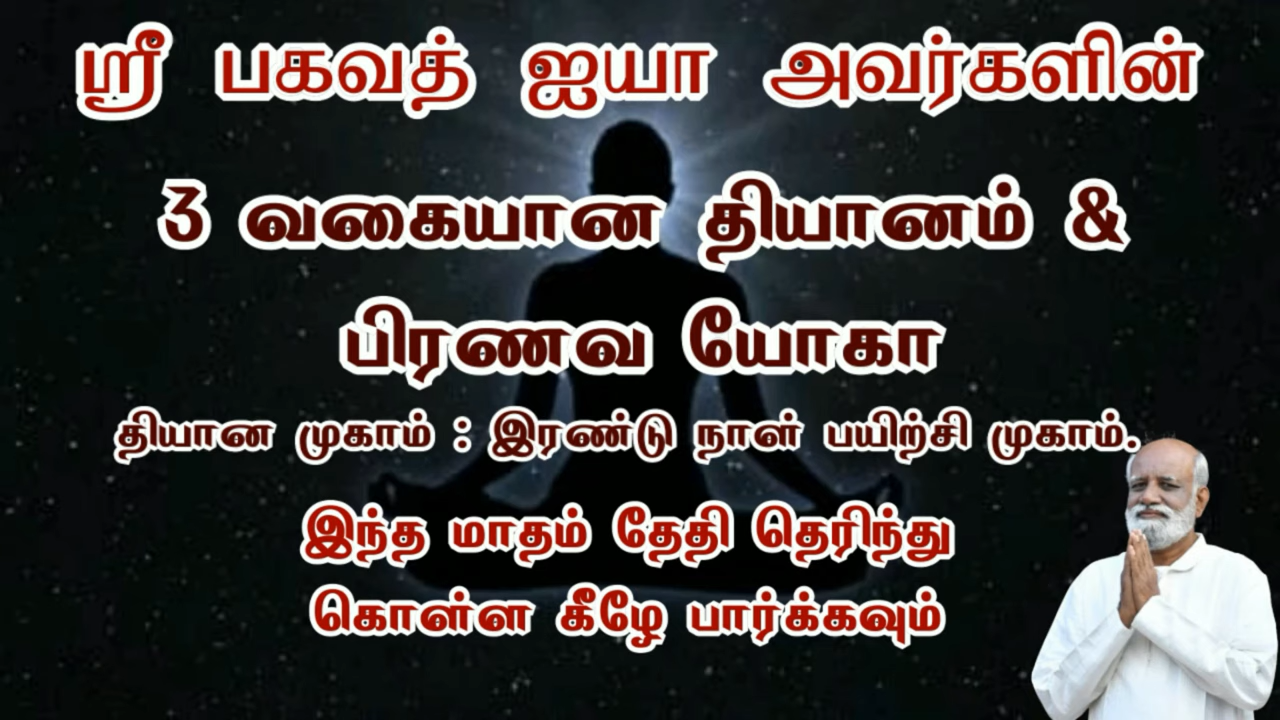 ஸ்ரீ பகவத் ஐயா அவர்களின்
3 வகையான தியானம் &
பிரணவ யோகா
தியான முகாம் : இரண்டு நாள் பயிற்சி முகாம்.
இந்த மாதம் தேதி தெரிந்து
கொள்ள கீழே பார்க்கவும்